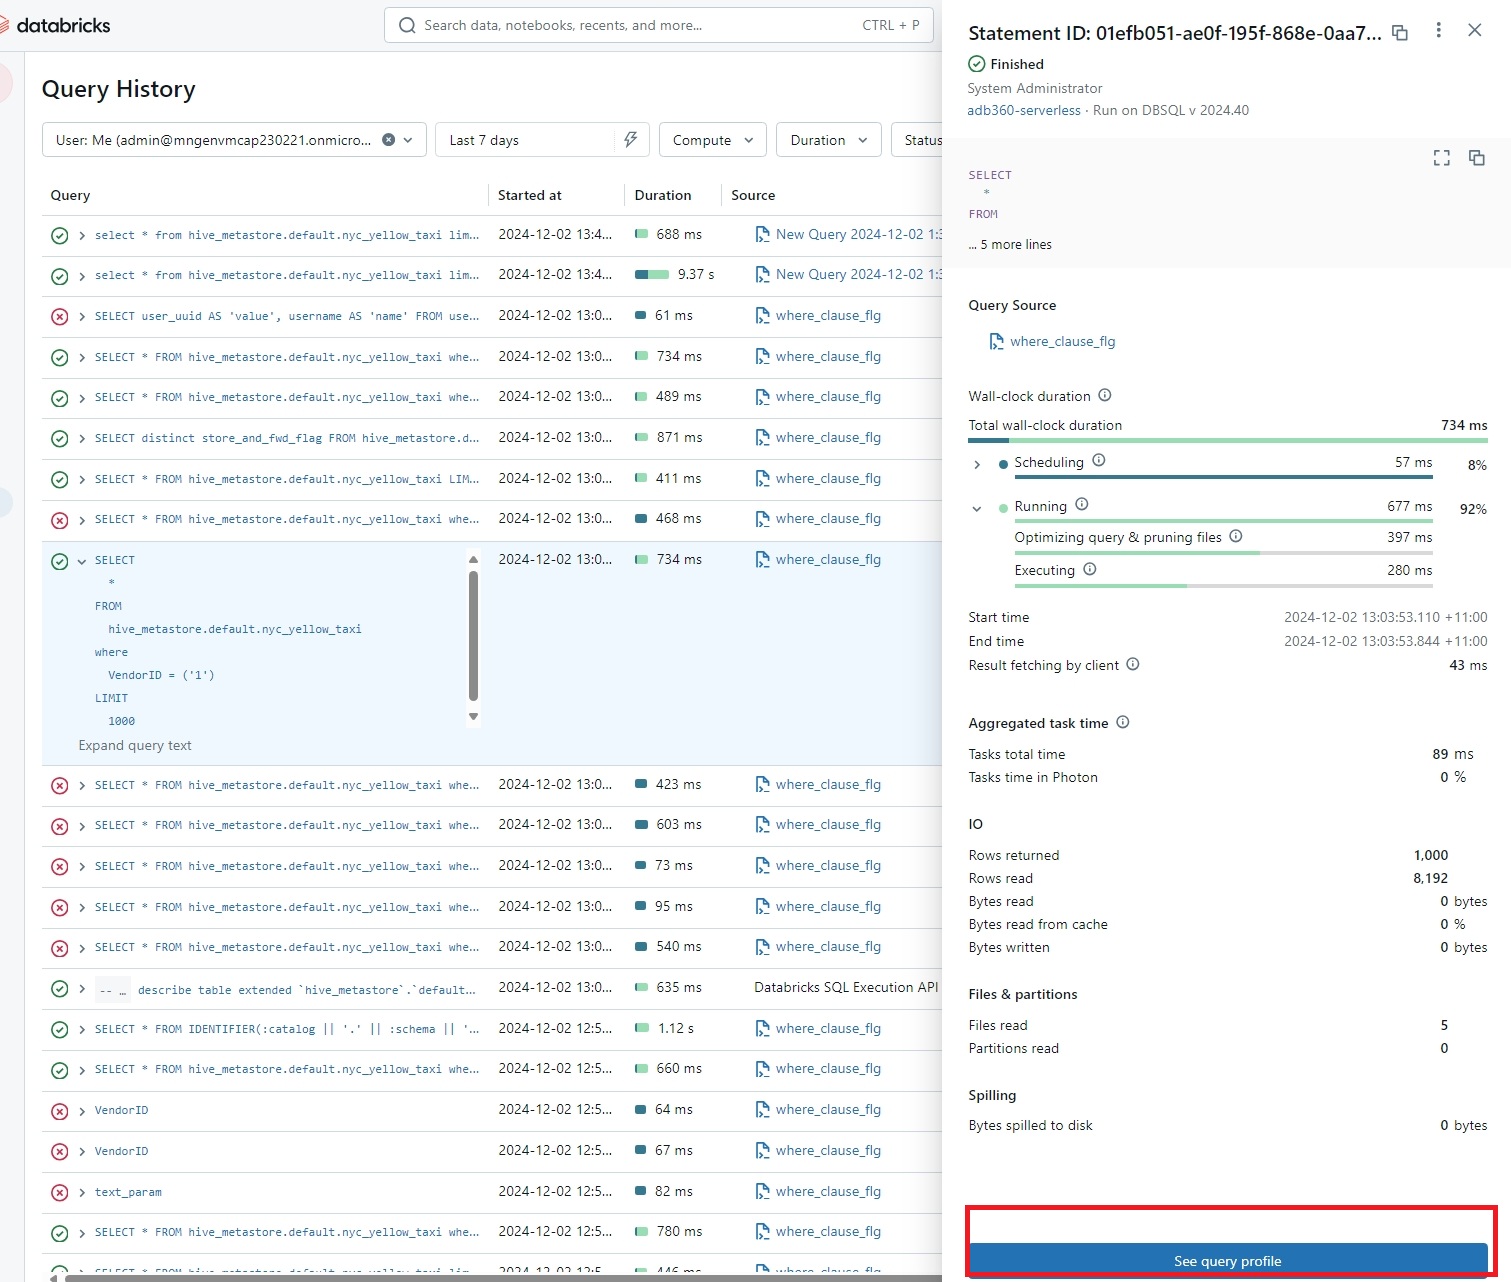 databricks
Search data, notebooks, recents, and more...
CTRL + P
Query History
User: Me (admin@mngenvmcap230221.onmicro...
Last 7 days
Compute
Duration
Status
Query
Started at
Duration
Source
select * from hive_metastore.default.nyc_yellow_taxi lim... 2024-12-02 13:4... 688 ms New Query 2024-12-02 1:3
select * from hive_metastore.default.nyc_yellow_taxi lim... 2024-12-02 13:4... 9.37 s New Query 2024-12-02 1:3
SELECT user_uuid AS 'value', username AS 'name' FROM use... 2024-12-02 13:0... 61 ms where_clause_flg
SELECT * FROM hive_metastore.default.nyc_yellow_taxi whe... 2024-12-02 13:0... 734 ms where_clause_flg
SELECT * FROM hive_metastore.default.nyc_yellow_taxi whe... 2024-12-02 13:0... 489 ms where_clause_flg
SELECT distinct store_and_fwd_flag FROM hive_metastore.d... 2024-12-02 13:0... 871 ms where_clause_flg
SELECT * FROM hive_metastore.default.nyc_yellow_taxi LIM... 2024-12-02 13:0... 411 ms where_clause_flg
SELECT * FROM hive_metastore.default.nyc_yellow_taxi whe... 2024-12-02 13:0... 468 ms where_clause_flg
SELECT 2024-12-02 13:0... 734 ms where_clause_flg
*
FROM
hive_metastore.default.nyc_yellow_taxi
where
VendorID = ('1')
LIMIT
1000
Expand query text
SELECT * FROM hive_metastore.default.nyc_yellow_taxi whe... 2024-12-02 13:0... 423 ms where_clause_flg
SELECT * FROM hive_metastore.default.nyc_yellow_taxi whe... 2024-12-02 13:0... 603 ms where_clause_flg
SELECT * FROM hive_metastore.default.nyc_yellow_taxi whe... 2024-12-02 13:0... 73 ms where_clause_flg
SELECT * FROM hive_metastore.default.nyc_yellow_taxi whe... 2024-12-02 13:0... 95 ms where_clause_flg
SELECT * FROM hive_metastore.default.nyc_yellow_taxi whe... 2024-12-02 13:0... 540 ms where_clause_flg
-- … describe table extended `hive_metastore`.`default... 2024-12-02 13:0... 635 ms Databricks SQL Execution API
SELECT * FROM IDENTIFIER(:catalog || '.' || :schema || '... 2024-12-02 12:5... 1.12 s where_clause_flg
SELECT * FROM hive_metastore.default.nyc_yellow_taxi whe... 2024-12-02 12:5... 660 ms where_clause_flg
VendorID 2024-12-02 12:5... 64 ms where_clause_flg
VendorID 2024-12-02 12:5... 67 ms where_clause_flg
text_param 2024-12-02 12:5... 82 ms where_clause_flg
SELECT * FROM hive_metastore.default.nyc_yellow_taxi whe... 2024-12-02 12:5... 780 ms where_clause_flg
Statement ID: 01efb051-ae0f-195f-868e-0aa7...
Finished
System Administrator
adb360-serverless · Run on DBSQL v 2024.40
SELECT
*
FROM
... 5 more lines
Query Source
where_clause_flg
Wall-clock duration
Total wall-clock duration 734 ms
Scheduling 57 ms 8%
Running 677 ms 92%
Optimizing query & pruning files 397 ms
Executing 280 ms
Start time 2024-12-02 13:03:53.110 +11:00
End time 2024-12-02 13:03:53.844 +11:00
Result fetching by client 43 ms
Aggregated task time
Tasks total time 89 ms
Tasks time in Photon 0 %
IO
Rows returned 1,000
Rows read 8,192
Bytes read 0 bytes
Bytes read from cache 0 %
Bytes written 0 bytes
Files & partitions
Files read 5
Partitions read 0
Spilling
Bytes spilled to disk 0 bytes
See query profile